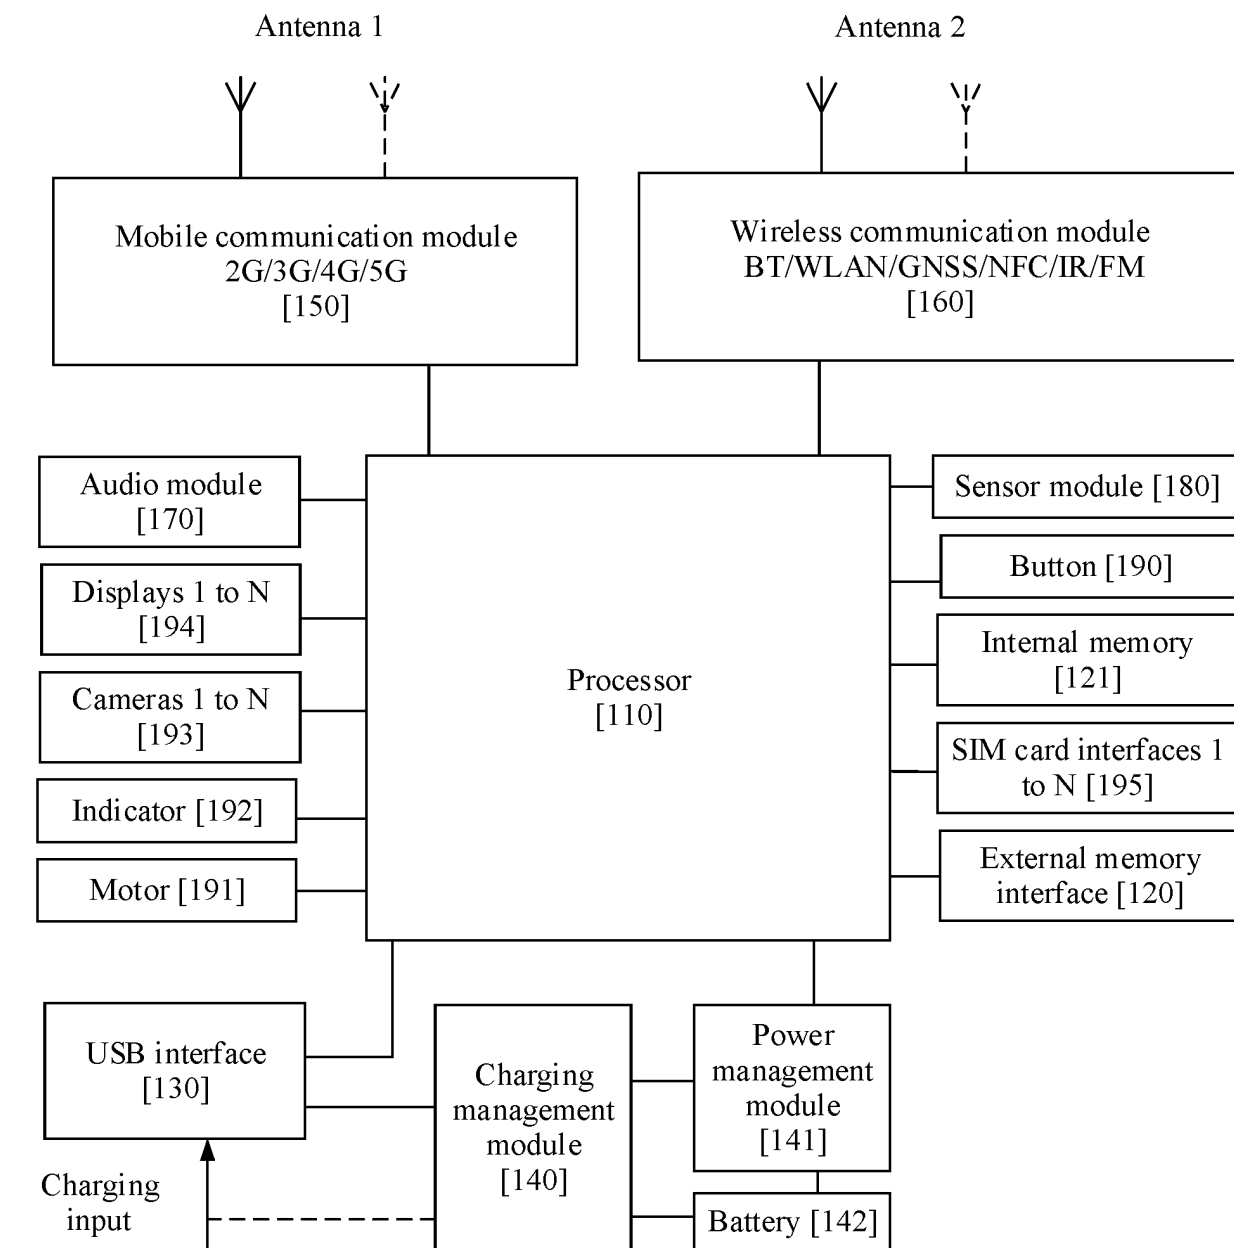 Antenna 1
Antenna 2
Mobile communication module
2G/3G/4G/5G
[150]
Wireless communication module
BT/WLAN/GNSS/NFC/IR/FM
[160]
Audio module
[170]
Displays 1 to N
[194]
Cameras 1 to N
[193]
Indicator [192]
Motor [191]
Processor
[110]
Sensor module [180]
Button [190]
Internal memory
[121]
SIM card interfaces 1
to N [195]
External memory
interface [120]
USB interface
[130]
Charging
management
module
[140]
Power
management
module
[141]
Charging
input
Battery [142]